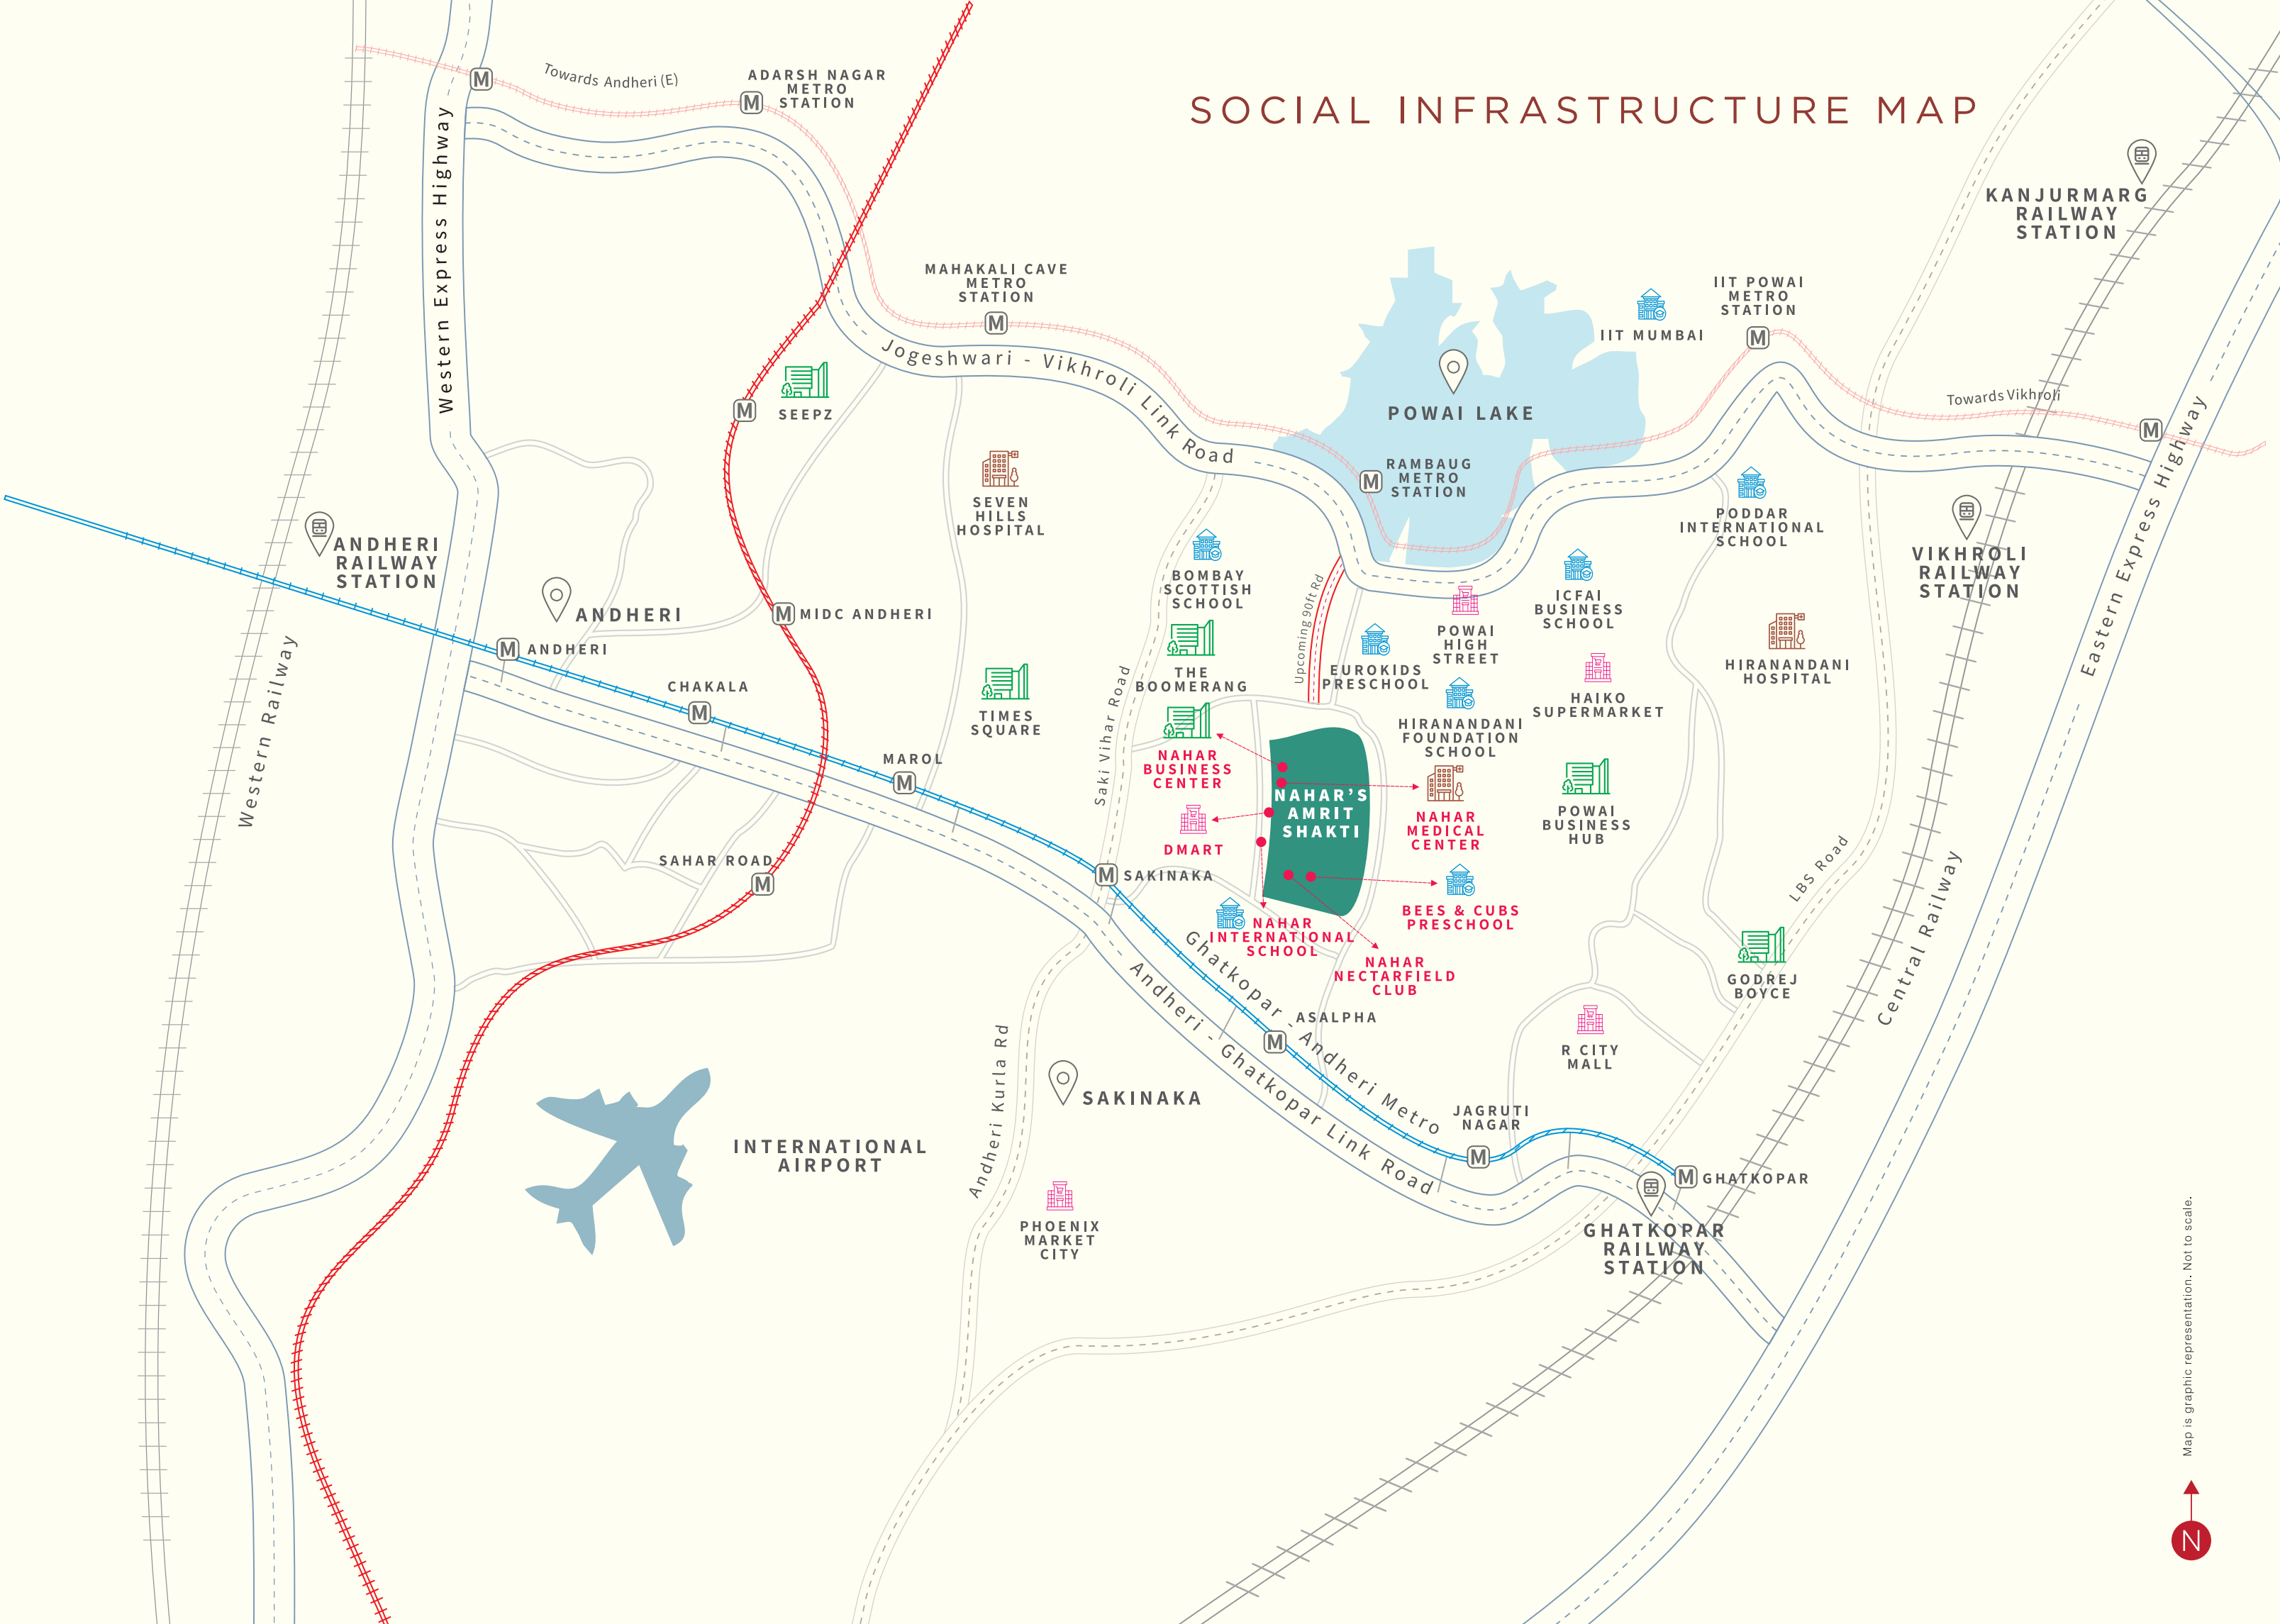 SOCIAL INFRASTRUCTURE MAP
Towards Andheri (E)
M
ADARSH NAGAR
METRO
STATION
M
Western Express Highway
KANJURMARG
RAILWAY
STATION
MAHAKALI CAVE
METRO
STATION
M
IIT MUMBAI
IIT POWAI
METRO
STATION
M
Jogeshwari - Vikhroli Link Road
POWAI LAKE
Towards Vikhroli
M
M
SEEPZ
RAMBAUG
METRO
STATION
M
SEVEN
HILLS
HOSPITAL
PODDAR
INTERNATIONAL
SCHOOL
ANDHERI
RAILWAY
STATION
VIKHROLI
RAILWAY
STATION
Eastern Express Highway
BOMBAY
SCOTTISH
SCHOOL
ICFAI
BUSINESS
SCHOOL
ANDHERI
M
MIDC ANDHERI
Upcoming 90ft Rd
POWAI
HIGH
STREET
M
ANDHERI
THE
BOOMERANG
EUROKIDS
PRESCHOOL
HIRANANDANI
HOSPITAL
CHAKALA
M
HAIKO
SUPERMARKET
TIMES
SQUARE
Saki Vihar Road
HIRANANDANI
FOUNDATION
SCHOOL
Western Railway
MAROL
M
NAHAR
BUSINESS
CENTER
NAHAR'S
AMRIT
SHAKTI
NAHAR
MEDICAL
CENTER
POWAI
BUSINESS
HUB
DMART
SAHAR ROAD
M
M
SAKINAKA
LBS Road
Central Railway
BEES & CUBS
PRESCHOOL
NAHAR
INTERNATIONAL
SCHOOL
NAHAR
NECTARFIELD
CLUB
GODREJ
BOYCE
Ghatkopar - Andheri Metro
Andheri - Ghatkopar Link Road
ASALPHA
M
R CITY
MALL
Andheri Kurla Rd
SAKINAKA
JAGRUTI
NAGAR
M
INTERNATIONAL
AIRPORT
M
GHATKOPAR
PHOENIX
MARKET
CITY
GHATKOPAR
RAILWAY
STATION
Map is graphic representation. Not to scale.
N